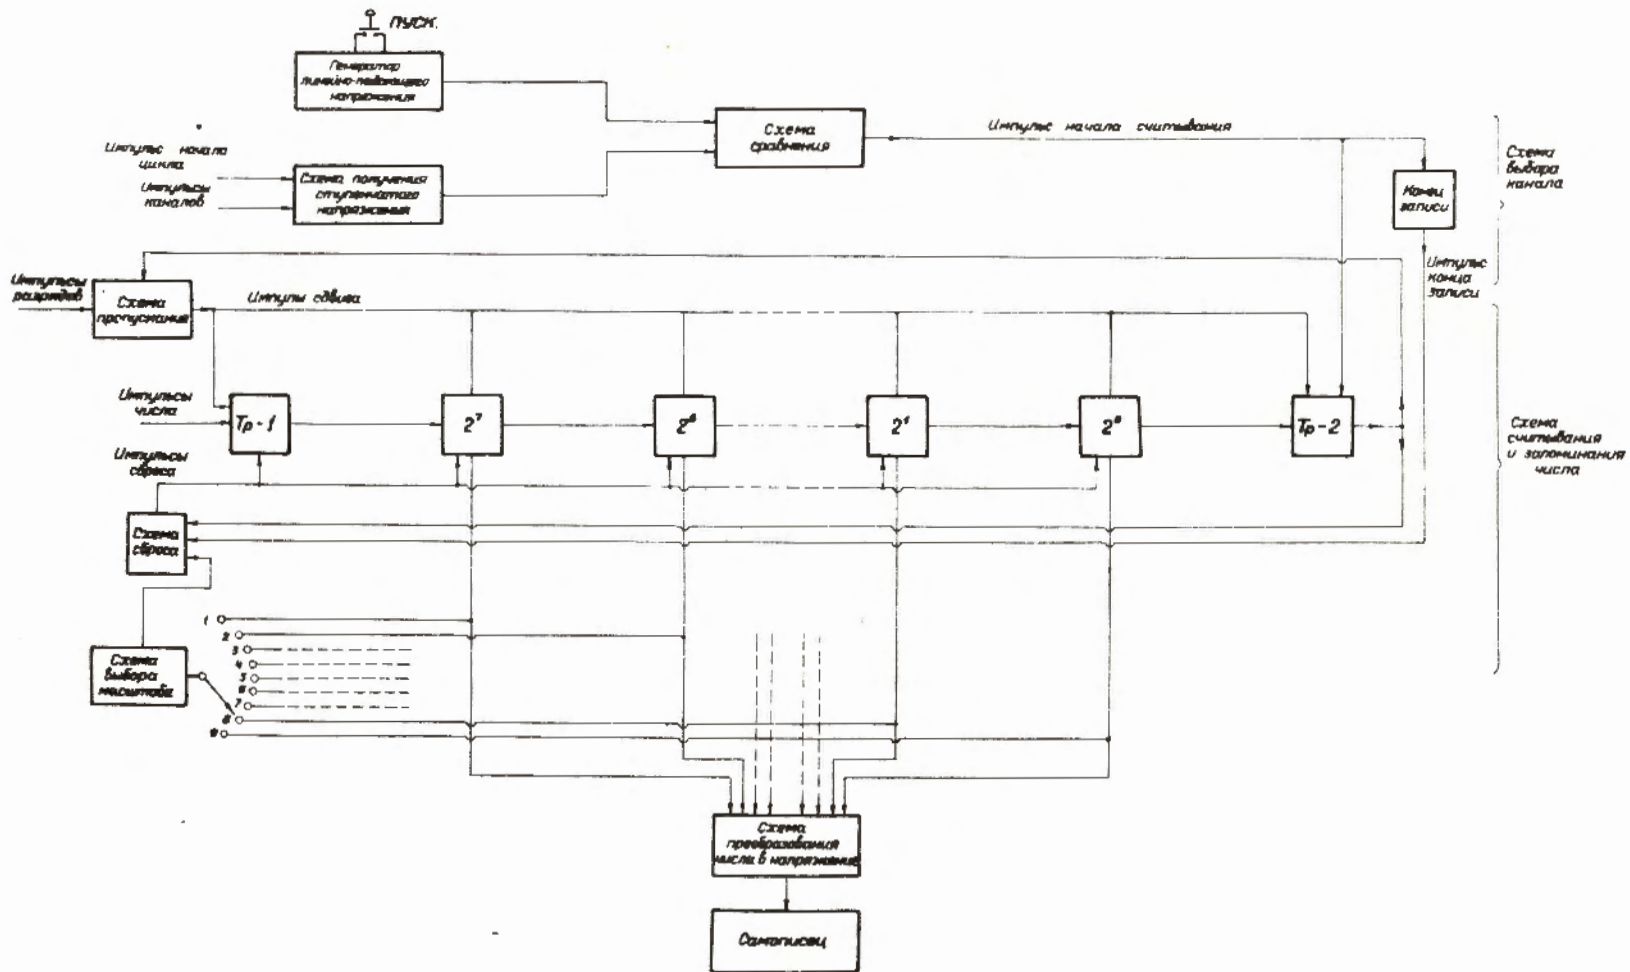 ПУСК.
Генератор
линейно-падающего
напряжения
Импульс начала
цикла
Импульсы
каналов
Схема получения
ступенчатого
напряжения
Схема
сравнения
Импульс начала считывания
Конец
записи
Схема
выбора
канала
Импульс
конца
записи
Импульсы
разрядов
Схема
пропускания
Импулы сдвига
Импульсы
числа
Тр-1
2⁷
2⁶
2¹
2⁰
Тр-2
Схема
считывания
и запоминания
числа
Импульсы
сброса
Схема
сброса
Схема
выбора
масштаба
1
2
3
4
5
6
7
8
9
Схема
преобразования
числа в напряжение
Самописец